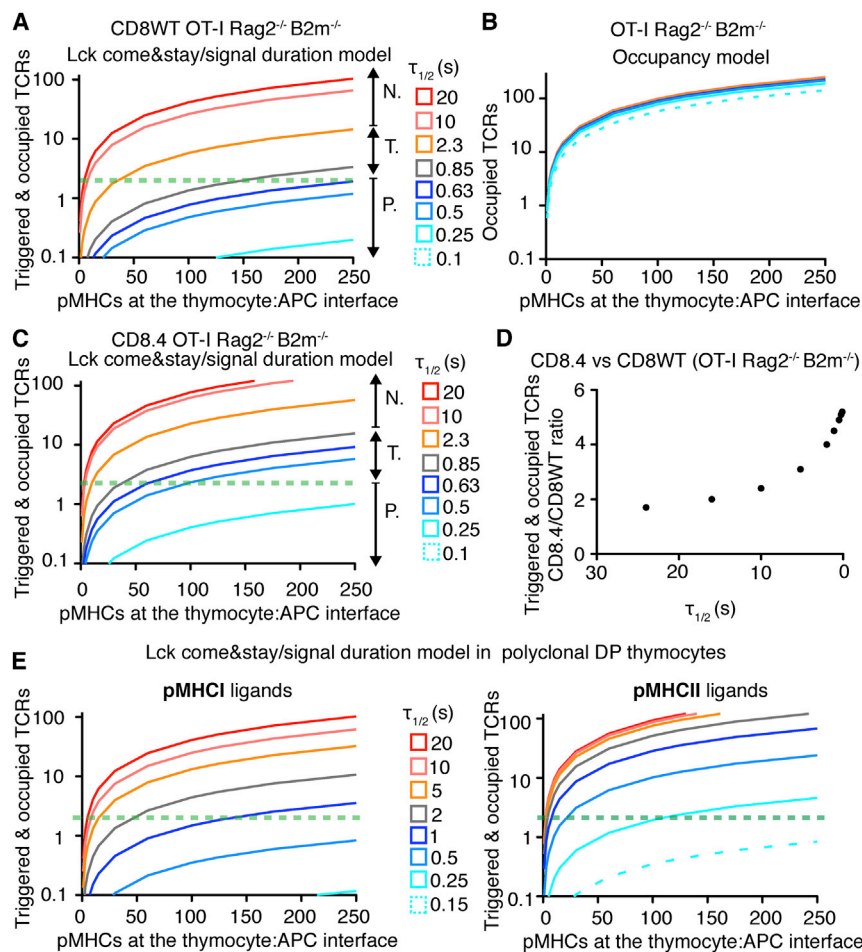 A
CD8WT OT-I Rag2-/- B2m-/-
Lck come&stay/signal duration model
Triggered & occupied TCRs
100
10
1
0.1
0 50 100 150 200 250
pMHCs at the thymocyte:APC interface
N.
T.
P.
τ1/2 (s)
20
10
2.3
0.85
0.63
0.5
0.25
0.1
B
OT-I Rag2-/- B2m-/-
Occupancy model
Occupied TCRs
100
10
1
0.1
0 50 100 150 200 250
pMHCs at the thymocyte:APC interface
C
CD8.4 OT-I Rag2-/- B2m-/-
Lck come&stay/signal duration model
Triggered & occupied TCRs
100
10
1
0.1
0 50 100 150 200 250
pMHCs at the thymocyte:APC interface
N.
T.
P.
τ1/2 (s)
20
10
2.3
0.85
0.63
0.5
0.25
0.1
D
CD8.4 vs CD8WT (OT-I Rag2-/- B2m-/-)
Triggered & occupied TCRs
CD8.4/CD8WT ratio
6
4
2
0
30 20 10 0
τ1/2 (s)
E
Lck come&stay/signal duration model in polyclonal DP thymocytes
pMHCI ligands
Triggered & occupied TCRs
100
10
1
0.1
0 50 100 150 200 250
pMHCs at the thymocyte:APC interface
τ1/2 (s)
20
10
5
2
1
0.5
0.25
0.15
pMHCII ligands
Triggered & occupied TCRs
100
10
1
0.1
0 50 100 150 200 250
pMHCs at the thymocyte:APC interface